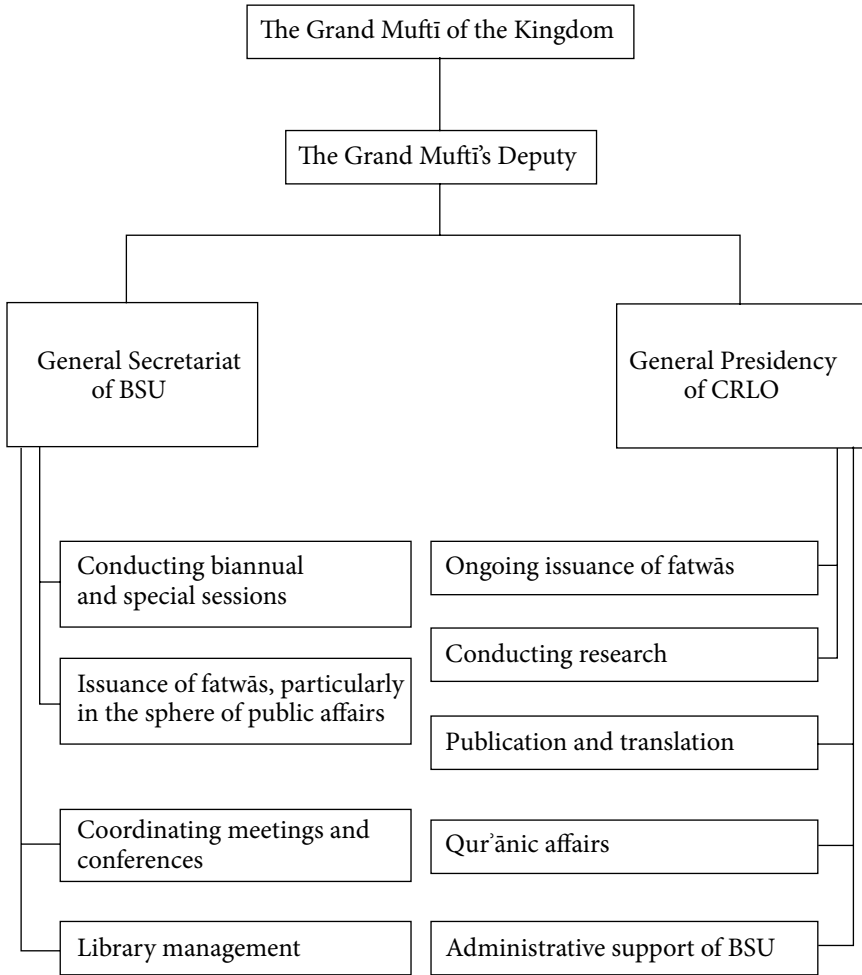 The Grand Muftī of the Kingdom
The Grand Muftī’s Deputy
General Secretariat
of BSU
General Presidency
of CRLO
Conducting biannual
and special sessions
Issuance of fatwās, particularly
in the sphere of public affairs
Coordinating meetings and
conferences
Library management
Ongoing issuance of fatwās
Conducting research
Publication and translation
Qurʾānic affairs
Administrative support of BSU